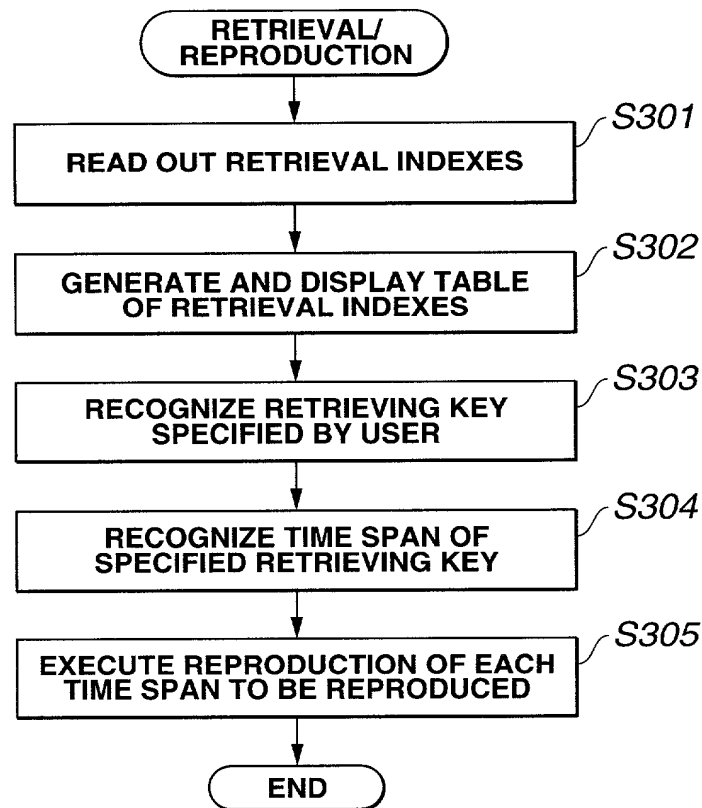 RETRIEVAL/
REPRODUCTION
S301
READ OUT RETRIEVAL INDEXES
S302
GENERATE AND DISPLAY TABLE
OF RETRIEVAL INDEXES
S303
RECOGNIZE RETRIEVING KEY
SPECIFIED BY USER
S304
RECOGNIZE TIME SPAN OF
SPECIFIED RETRIEVING KEY
S305
EXECUTE REPRODUCTION OF EACH
TIME SPAN TO BE REPRODUCED
END